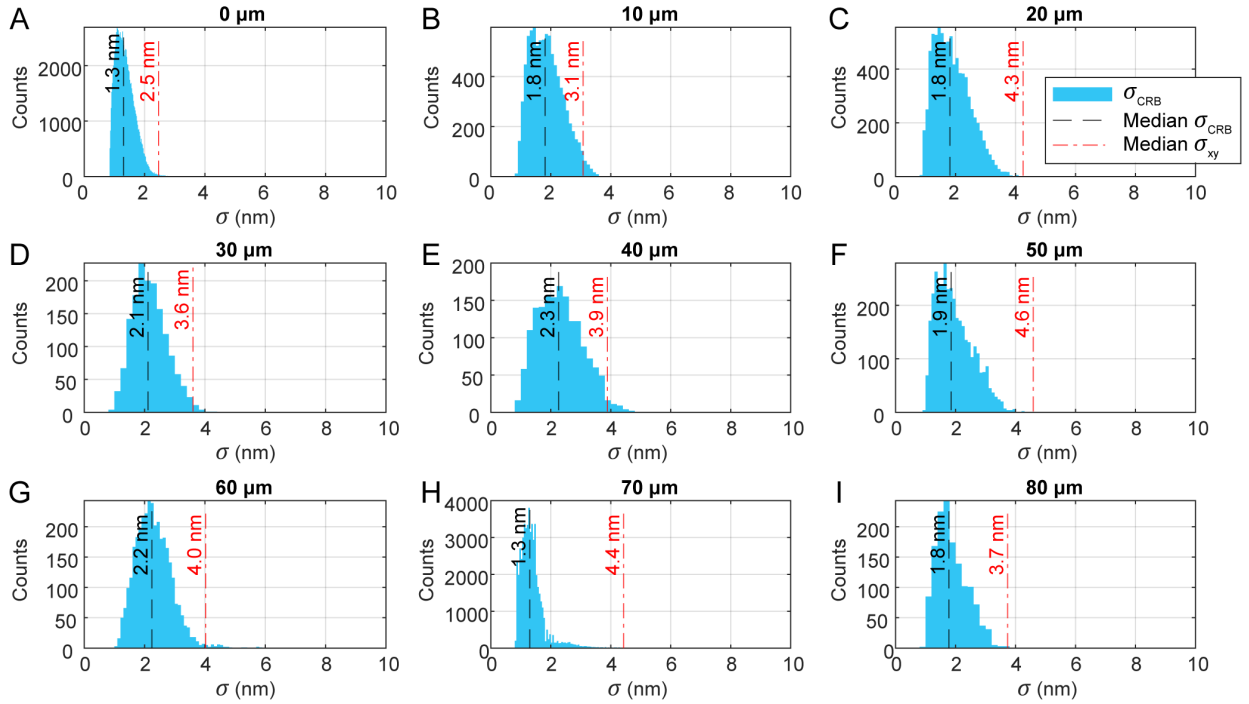 A
0 µm
Counts
2000
1000
0
1.3 nm
2.5 nm
0 2 4 6 8 10
σ (nm)
B
10 µm
Counts
400
200
0
1.8 nm
3.1 nm
0 2 4 6 8 10
σ (nm)
C
20 µm
Counts
400
200
0
1.8 nm
4.3 nm
0 2 4 6 8 10
σ (nm)
σCRB
Median σCRB
Median σxy
D
30 µm
Counts
200
150
100
50
0
2.1 nm
3.6 nm
0 2 4 6 8 10
σ (nm)
E
40 µm
Counts
200
150
100
50
0
2.3 nm
3.9 nm
0 2 4 6 8 10
σ (nm)
F
50 µm
Counts
200
100
0
1.9 nm
4.6 nm
0 2 4 6 8 10
σ (nm)
G
60 µm
Counts
200
150
100
50
0
2.2 nm
4.0 nm
0 2 4 6 8 10
σ (nm)
H
70 µm
Counts
4000
3000
2000
1000
0
1.3 nm
4.4 nm
0 2 4 6 8 10
σ (nm)
I
80 µm
Counts
200
150
100
50
0
1.8 nm
3.7 nm
0 2 4 6 8 10
σ (nm)